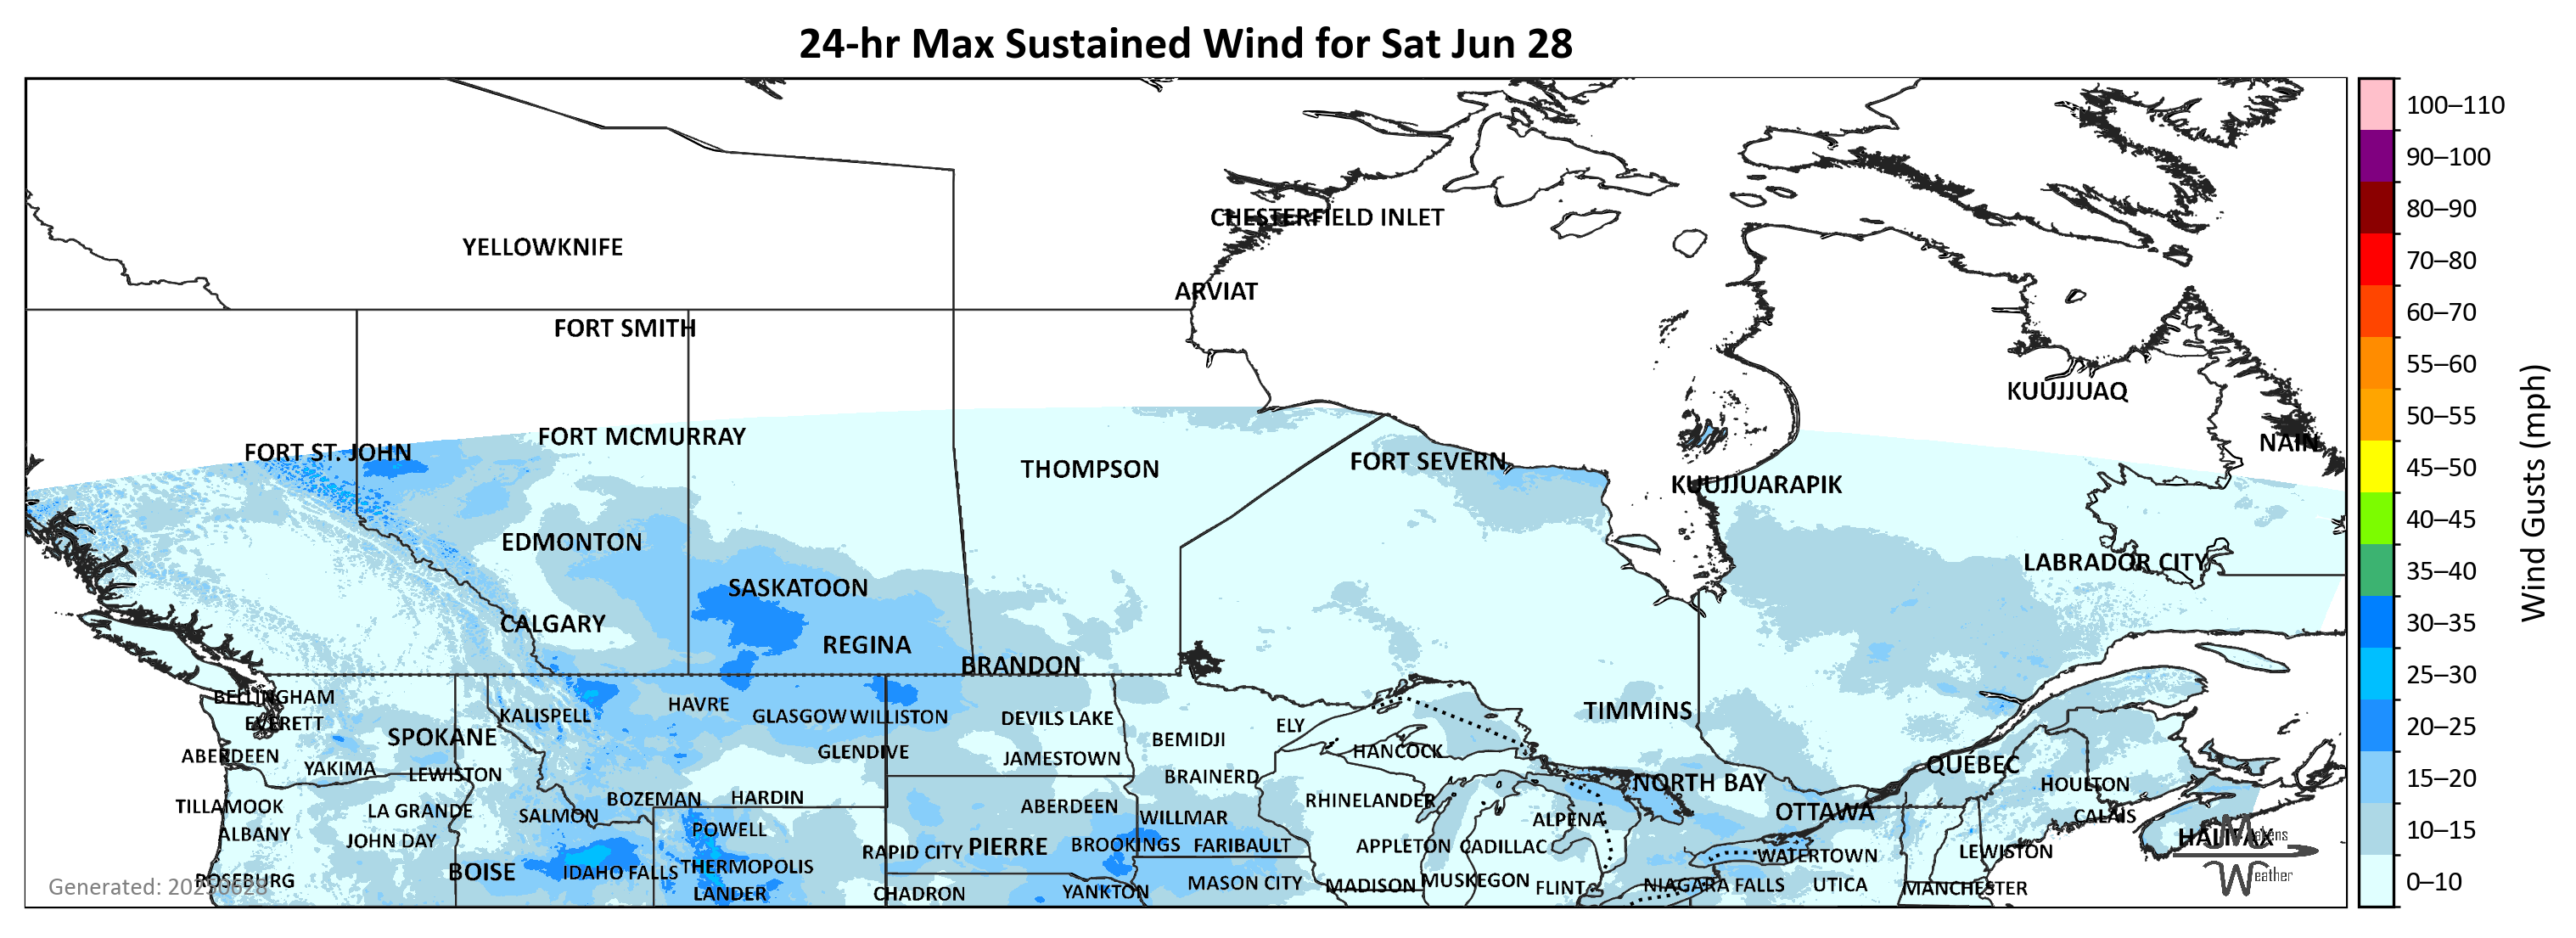 24-hr Max Sustained Wind for Sat Jun 28
100–110
90–100
CHESTERFIELD INLET
80–90
YELLOWKNIFE
70–80
ARVIAT
60–70
FORT SMITH
55–60
KUUJJUAQ
50–55
FORT MCMURRAY
NAIN
FORT ST. JOHN
THOMPSON
FORT SEVERN
45–50
KUUJJUARAPIK
40–45
EDMONTON
LABRADOR CITY
35–40
Wind Gusts (mph)
SASKATOON
CALGARY
30–35
REGINA
BRANDON
25–30
BELLINGHAM
HAVRE
KALISPELL
GLASGOW
WILLISTON
DEVILS LAKE
TIMMINS
EVERETT
ELY
20–25
SPOKANE
BEMIDJI
ABERDEEN
GLENDIVE
JAMESTOWN
HANCOCK
QUÉBEC
YAKIMA
LEWISTON
BRAINERD
NORTH BAY
HOULTON
15–20
BOZEMAN
HARDIN
RHINELANDER
TILLAMOOK
LA GRANDE
SALMON
ABERDEEN
WILLMAR
ALPENA
OTTAWA
CALAIS
10–15
ALBANY
JOHN DAY
POWELL
HALIFAX
Makens
Weather
RAPID CITY
PIERRE
BROOKINGS
FARIBAULT
APPLETON
CADILLAC
WATERTOWN
LEWISTON
BOISE
IDAHO FALLS
THERMOPOLIS
0–10
Generated: 20250628
ROSEBURG
LANDER
CHADRON
YANKTON
MASON CITY
MADISON
MUSKEGON
FLINT
NIAGARA FALLS
UTICA
MANCHESTER